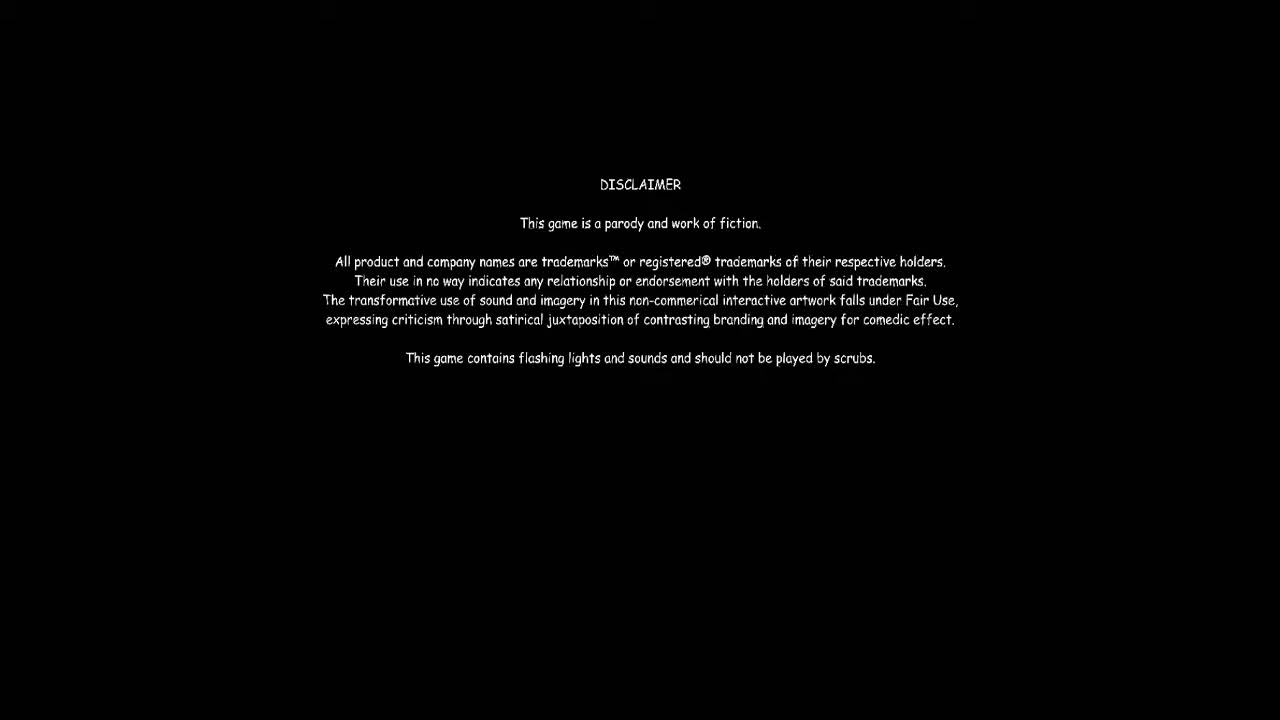 DISCLAIMER
This game is a parody and work of fiction.
All product and company names are trademarks™ or registered® trademarks of their respective holders.
Their use in no way indicates any relationship or endorsement with the holders of said trademarks.
The transformative use of sound and imagery in this non-commerical interactive artwork falls under Fair Use,
expressing criticism through satirical juxtaposition of contrasting branding and imagery for comedic effect.
This game contains flashing lights and sounds and should not be played by scrubs.